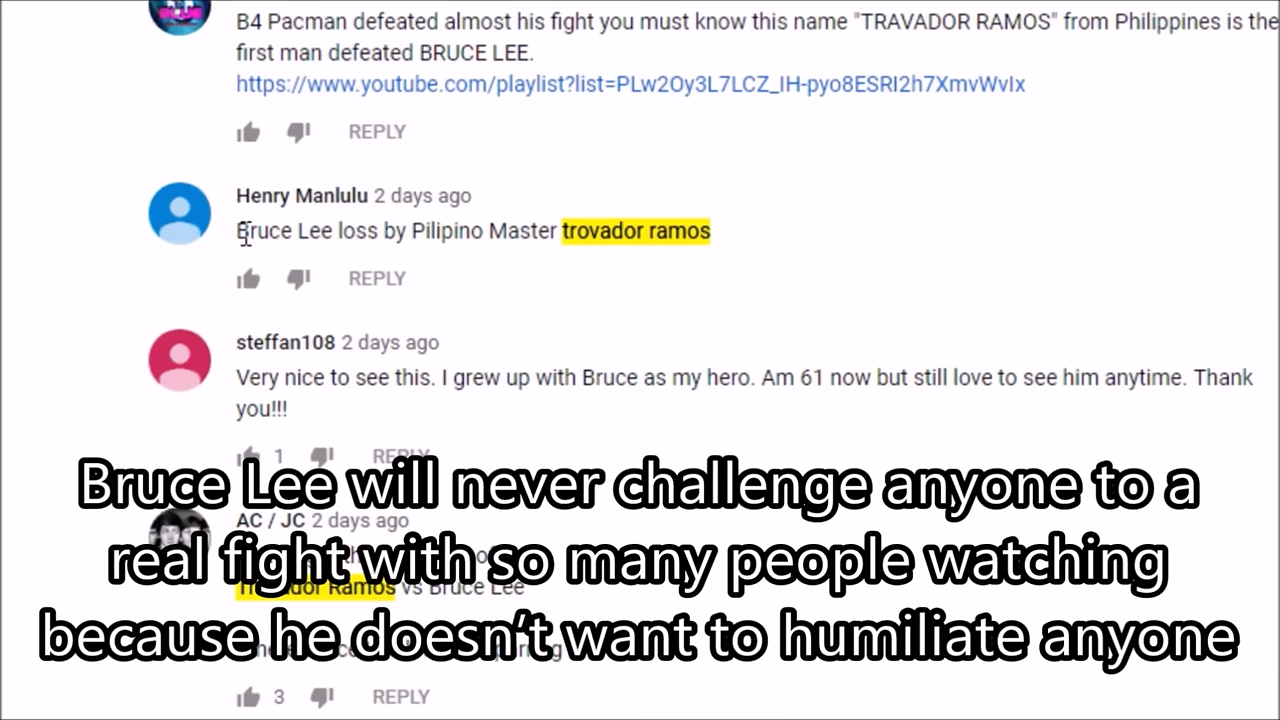 B4 Pacman defeated almost his fight you must know this name "TRAVADOR RAMOS" from Philippines is the
first man defeated BRUCE LEE.
https://www.youtube.com/playlist?list=PLw2Oy3L7LCZ_IH-pyo8ESRI2h7XmvWvIx
REPLY
Henry Manlulu 2 days ago
Bruce Lee loss by Pilipino Master trovador ramos
REPLY
steffan108 2 days ago
Very nice to see this. I grew up with Bruce as my hero. Am 61 now but still love to see him anytime. Thank
you!!!
1 REPLY
Bruce Lee will never challenge anyone to a
AC / JC 2 days ago
real fight with so many people watching
Trovador Ramos vs Bruce Lee
because he doesn't want to humiliate anyone
3 REPLY